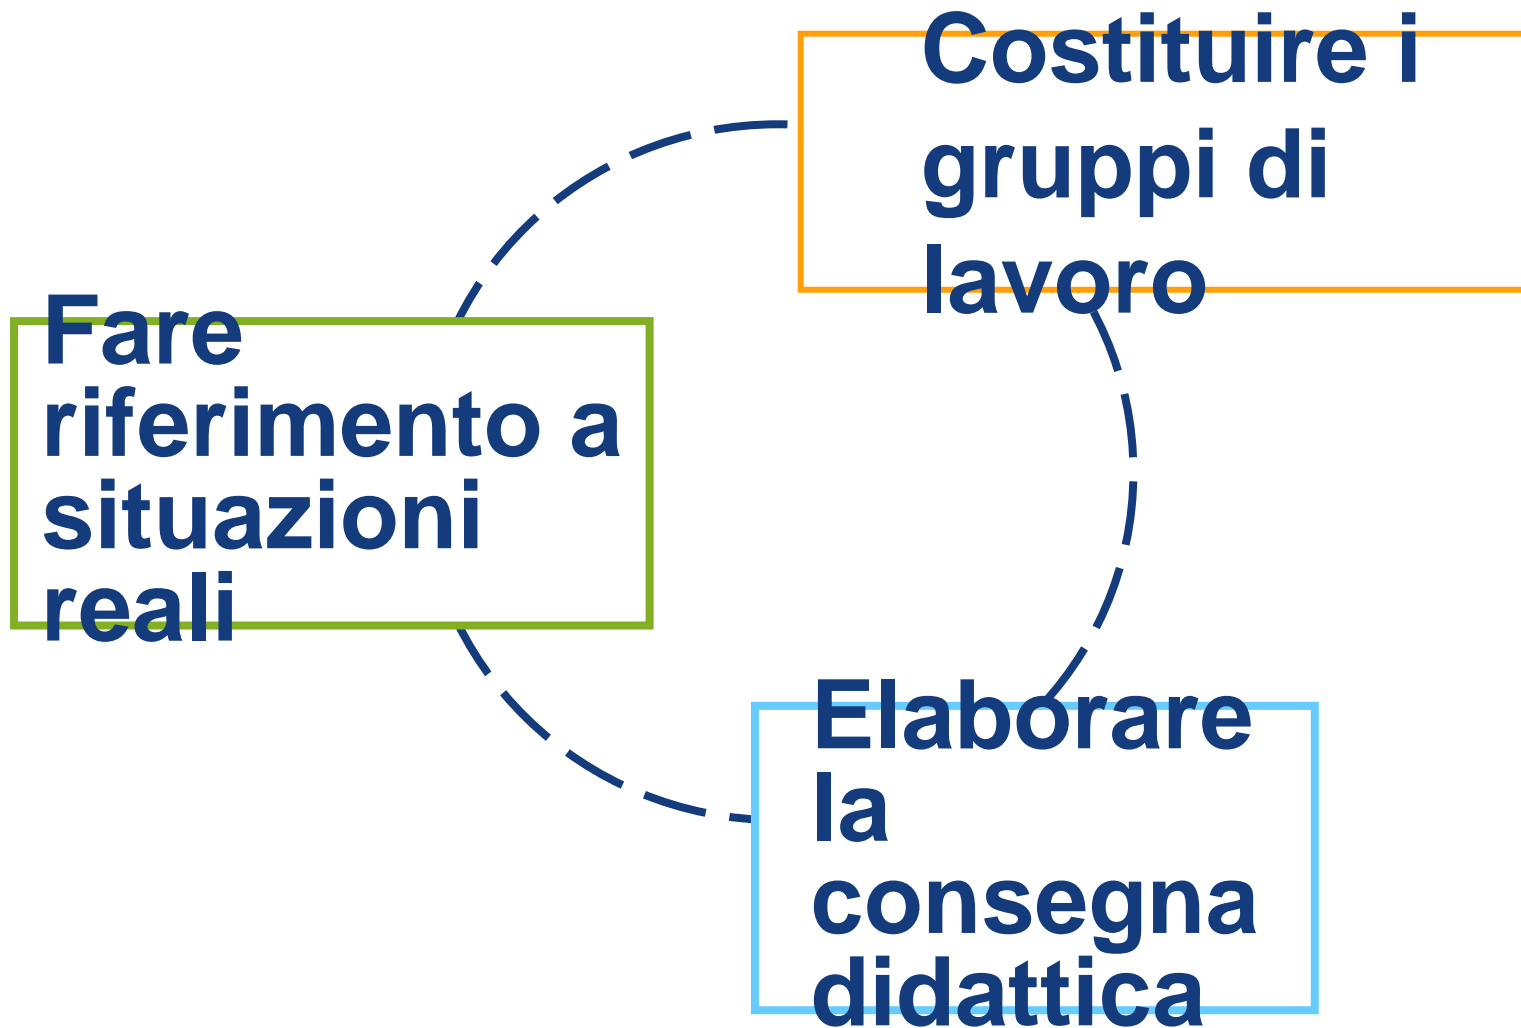 Costituire i
gruppi di
lavoro
Fare
riferimento a
situazioni
reali
Elaborare
la
consegna
didattica